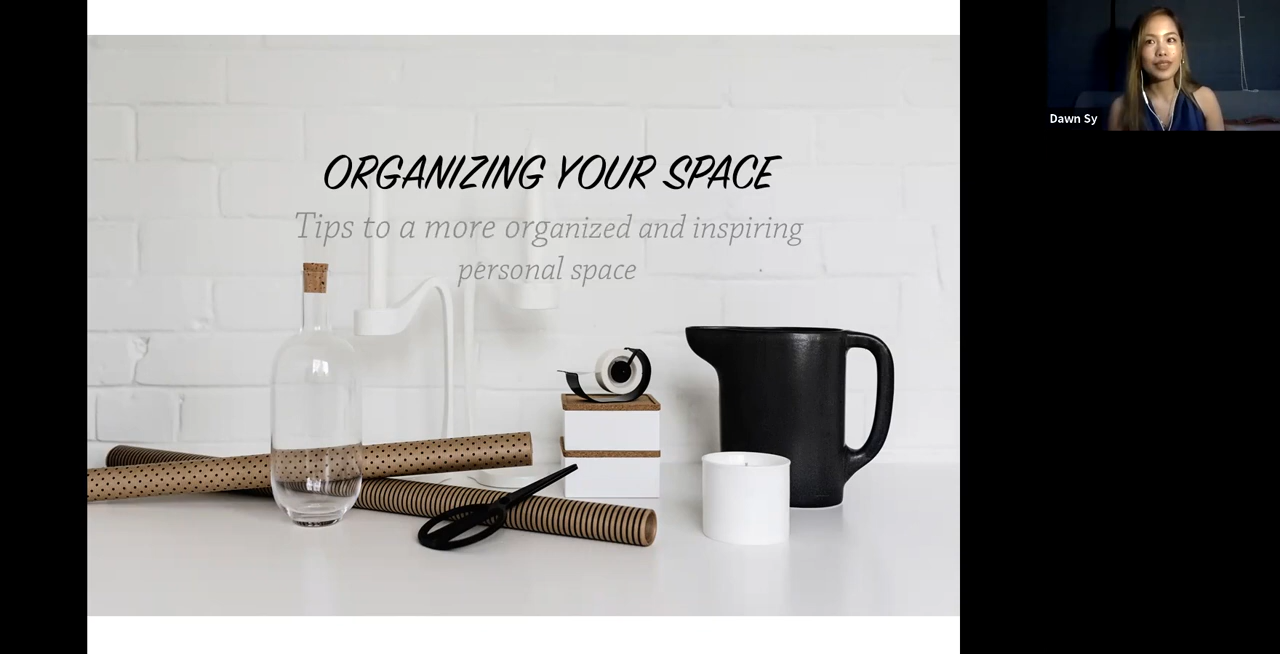 ORGANIZING YOUR SPACE
Tips to a more organized and inspiring
personal space
Dawn Sy